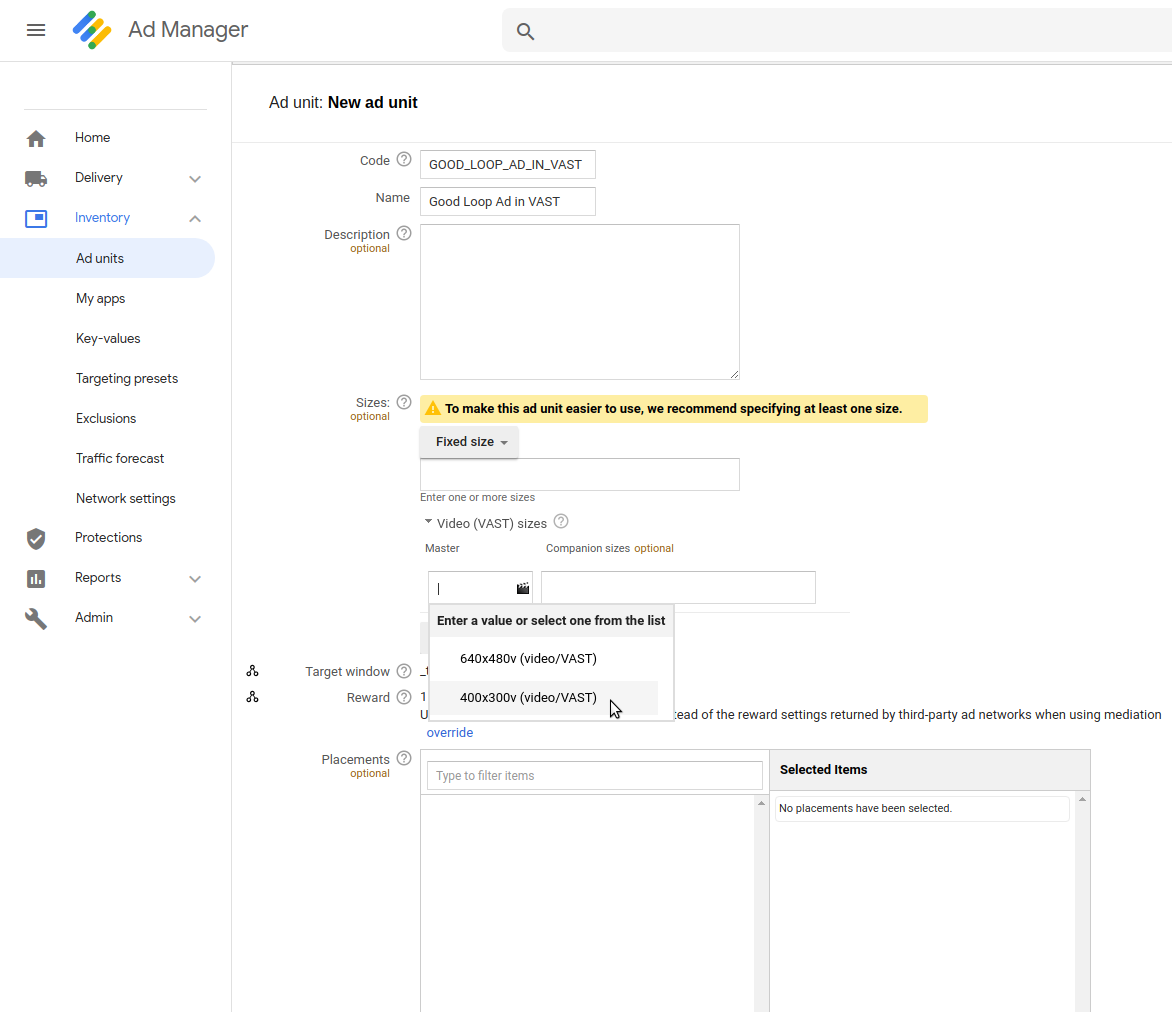 Ad Manager
Home
Delivery
Inventory
Ad units
My apps
Key-values
Targeting presets
Exclusions
Traffic forecast
Network settings
Protections
Reports
Admin
Ad unit: New ad unit
Code ? GOOD_LOOP_AD_IN_VAST
Name Good Loop Ad in VAST
Description ?
optional
Sizes: ? To make this ad unit easier to use, we recommend specifying at least one size.
optional
Fixed size
Enter one or more sizes
Video (VAST) sizes ?
Master Companion sizes optional
Enter a value or select one from the list
640x480v (video/VAST)
400x300v (video/VAST)
Target window ? _t
Reward ? 1
U tead of the reward settings returned by third-party ad networks when using mediation
override
Placements ?
optional
Type to filter items
Selected Items
No placements have been selected.